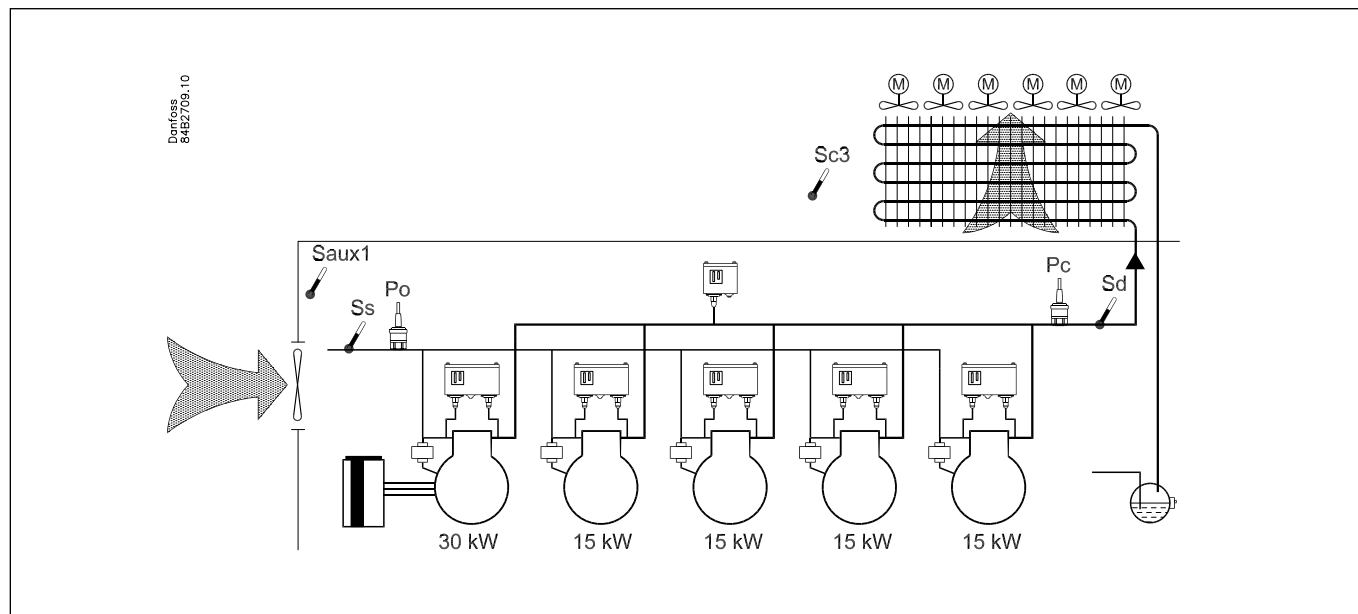 Danfoss
84B2709.10
M M M M M M
Sc3
Saux1
Ss
Po
Pc
Sd
30 kW 15 kW 15 kW 15 kW 15 kW